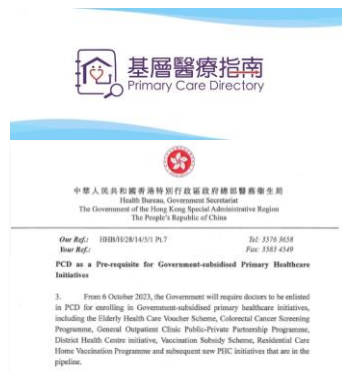 基層醫療指南
Primary Care Directory
中華人民共和國香港特別行政區政府總部醫務衞生局
Health Bureau, Government Secretariat
The Government of the Hong Kong Special Administrative Region
The People's Republic of China
Our Ref.: HHB/H/28/14/5/1 Pt.7 Tel: 3576 3658
Your Ref.: Fax: 3583 4549
PCD as a Pre-requisite for Government-subsidised Primary Healthcare
Initiatives
3. From 6 October 2023, the Government will require doctors to be enlisted
in PCD for enrolling in Government-subsidised primary healthcare initiatives,
including the Elderly Health Care Voucher Scheme, Colorectal Cancer Screening
Programme, General Outpatient Clinic Public-Private Partnership Programme,
District Health Centre initiative, Vaccination Subsidy Scheme, Residential Care
Home Vaccination Programme and subsequent new PHC initiatives that are in the
pipeline.